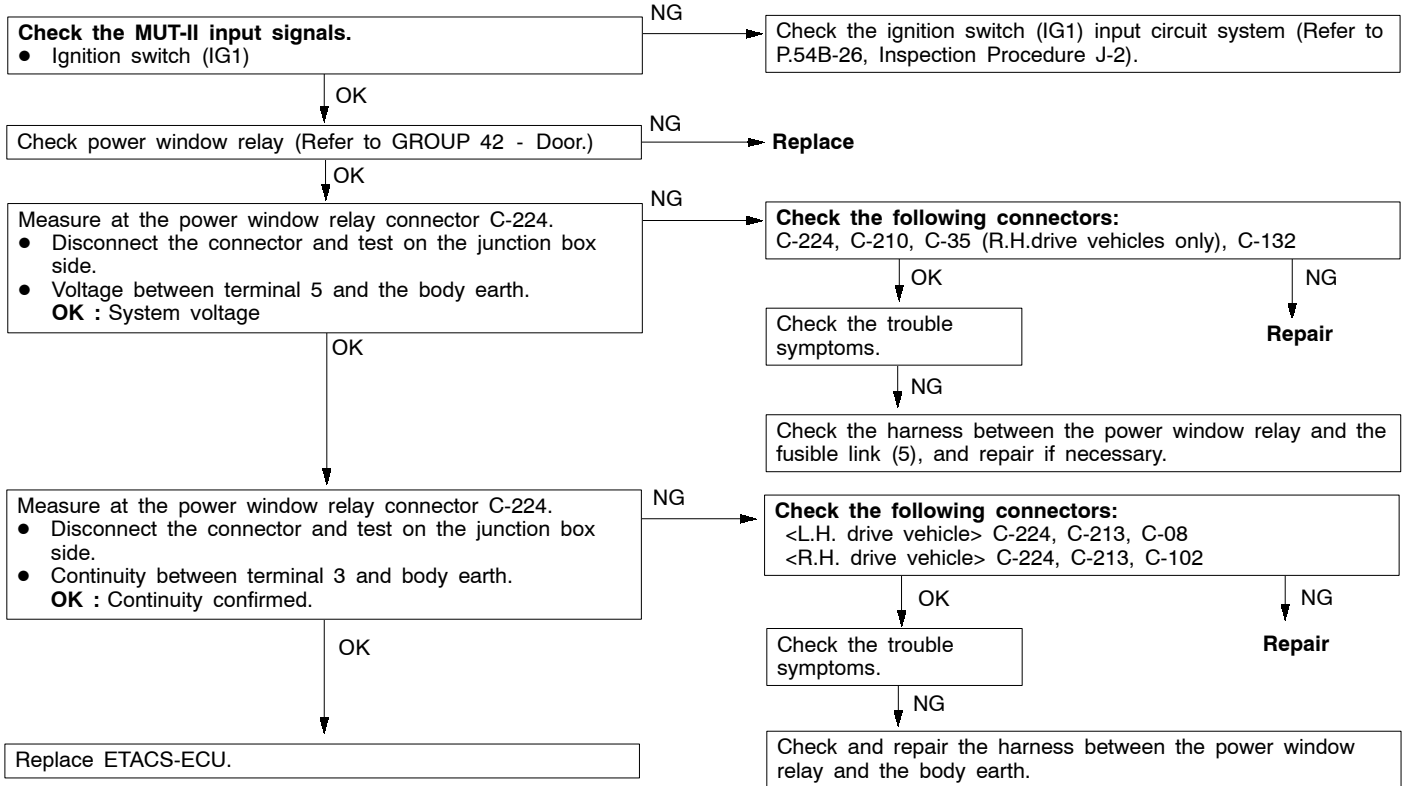 Check the MUT-II input signals.
● Ignition switch (IG1)
NG
Check the ignition switch (IG1) input circuit system (Refer to
P.54B-26, Inspection Procedure J-2).
OK
Check power window relay (Refer to GROUP 42 - Door.)
NG
Replace
OK
Measure at the power window relay connector C-224.
● Disconnect the connector and test on the junction box
side.
● Voltage between terminal 5 and the body earth.
OK : System voltage
NG
Check the following connectors:
C-224, C-210, C-35 (R.H.drive vehicles only), C-132
OK
NG
Check the trouble
symptoms.
Repair
NG
Check the harness between the power window relay and the
fusible link (5), and repair if necessary.
OK
Measure at the power window relay connector C-224.
● Disconnect the connector and test on the junction box
side.
● Continuity between terminal 3 and body earth.
OK : Continuity confirmed.
NG
Check the following connectors:
<L.H. drive vehicle> C-224, C-213, C-08
<R.H. drive vehicle> C-224, C-213, C-102
OK
NG
Check the trouble
symptoms.
Repair
NG
Check and repair the harness between the power window
relay and the body earth.
OK
Replace ETACS-ECU.